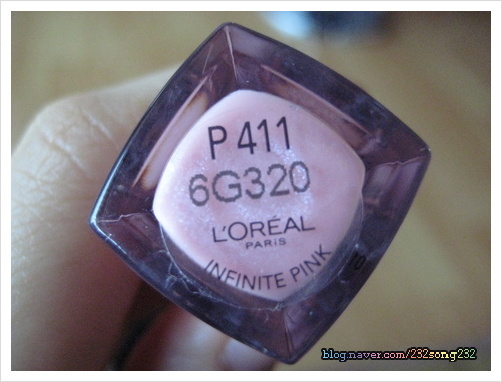 P 411
6G320
L'ORÉAL
PARIS
INFINITE PINK
blog.naver.com/232song232